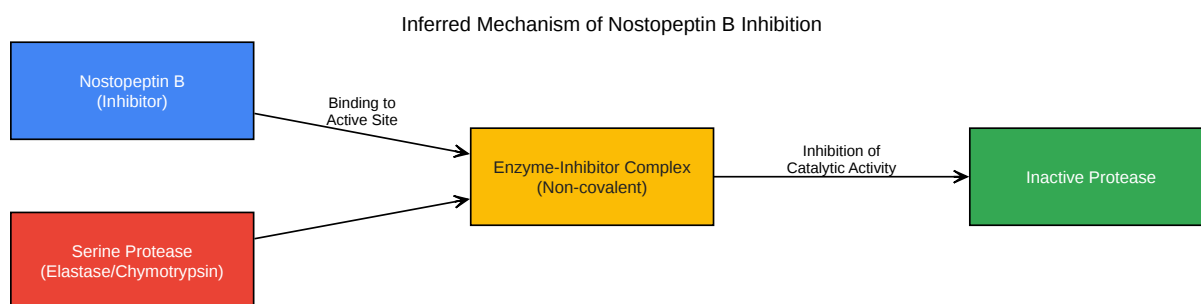 Inferred Mechanism of Nostopeptin B Inhibition
Nostopeptin B
(Inhibitor)
Binding to
Active Site
Serine Protease
(Elastase/Chymotrypsin)
Enzyme-Inhibitor Complex
(Non-covalent)
Inhibition of
Catalytic Activity
Inactive Protease